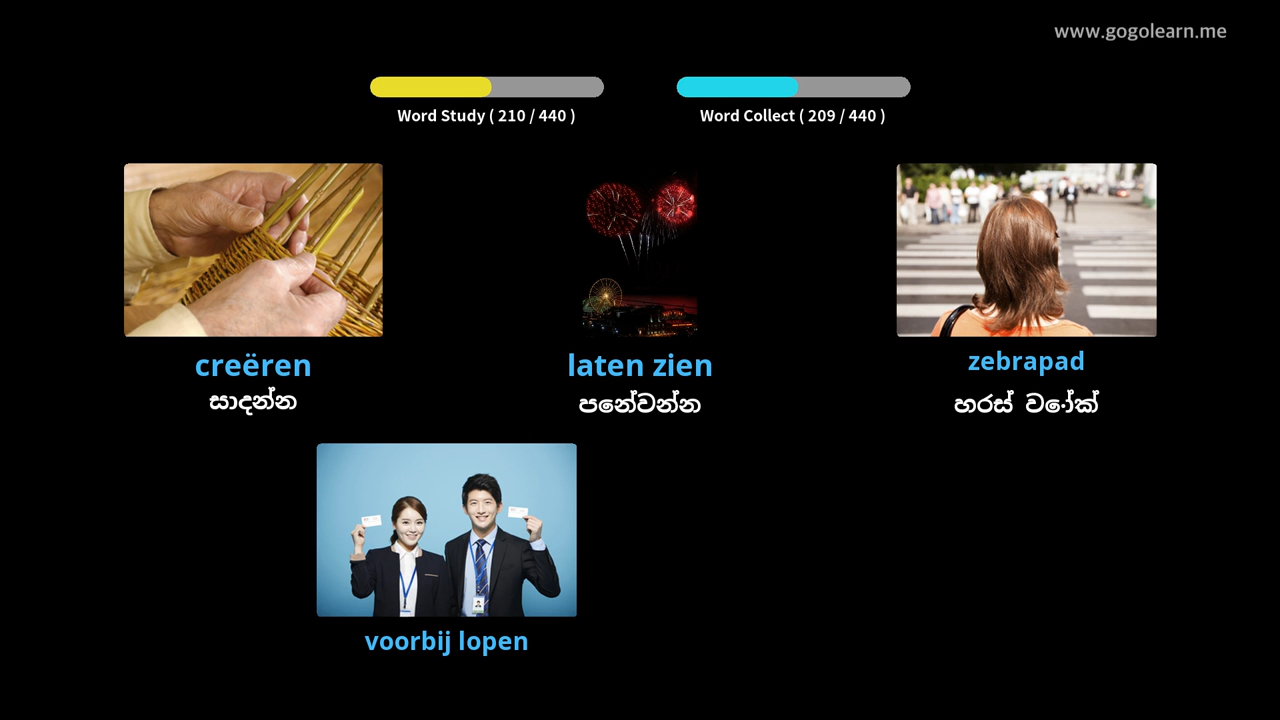 www.gogolearn.me
Word Study ( 210 / 440 )
Word Collect ( 209 / 440 )
creëren
laten zien
zebrapad
සාදන්න
පනේවන්න
හරස් වෝක්
voorbij lopen